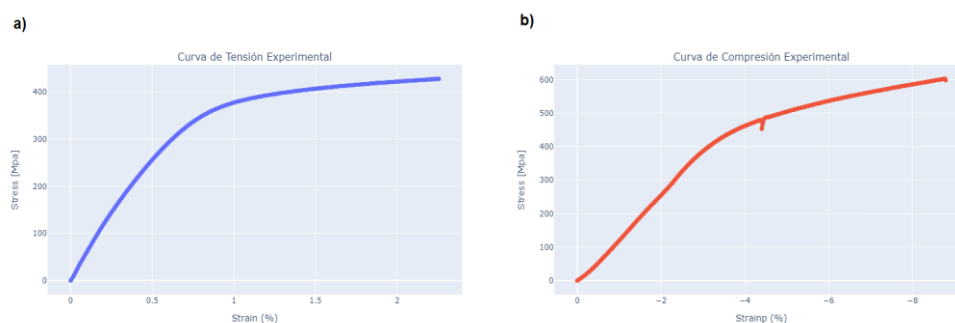 a)
Curva de Tensión Experimental
400
300
200
100
0
Stress [Mpa]
0
0.5
1
1.5
2
Strain [%]
b)
Curva de Compresión Experimental
600
500
400
300
200
100
0
Stress [Mpa]
0
−2
−4
−6
−8
Strainp [%]